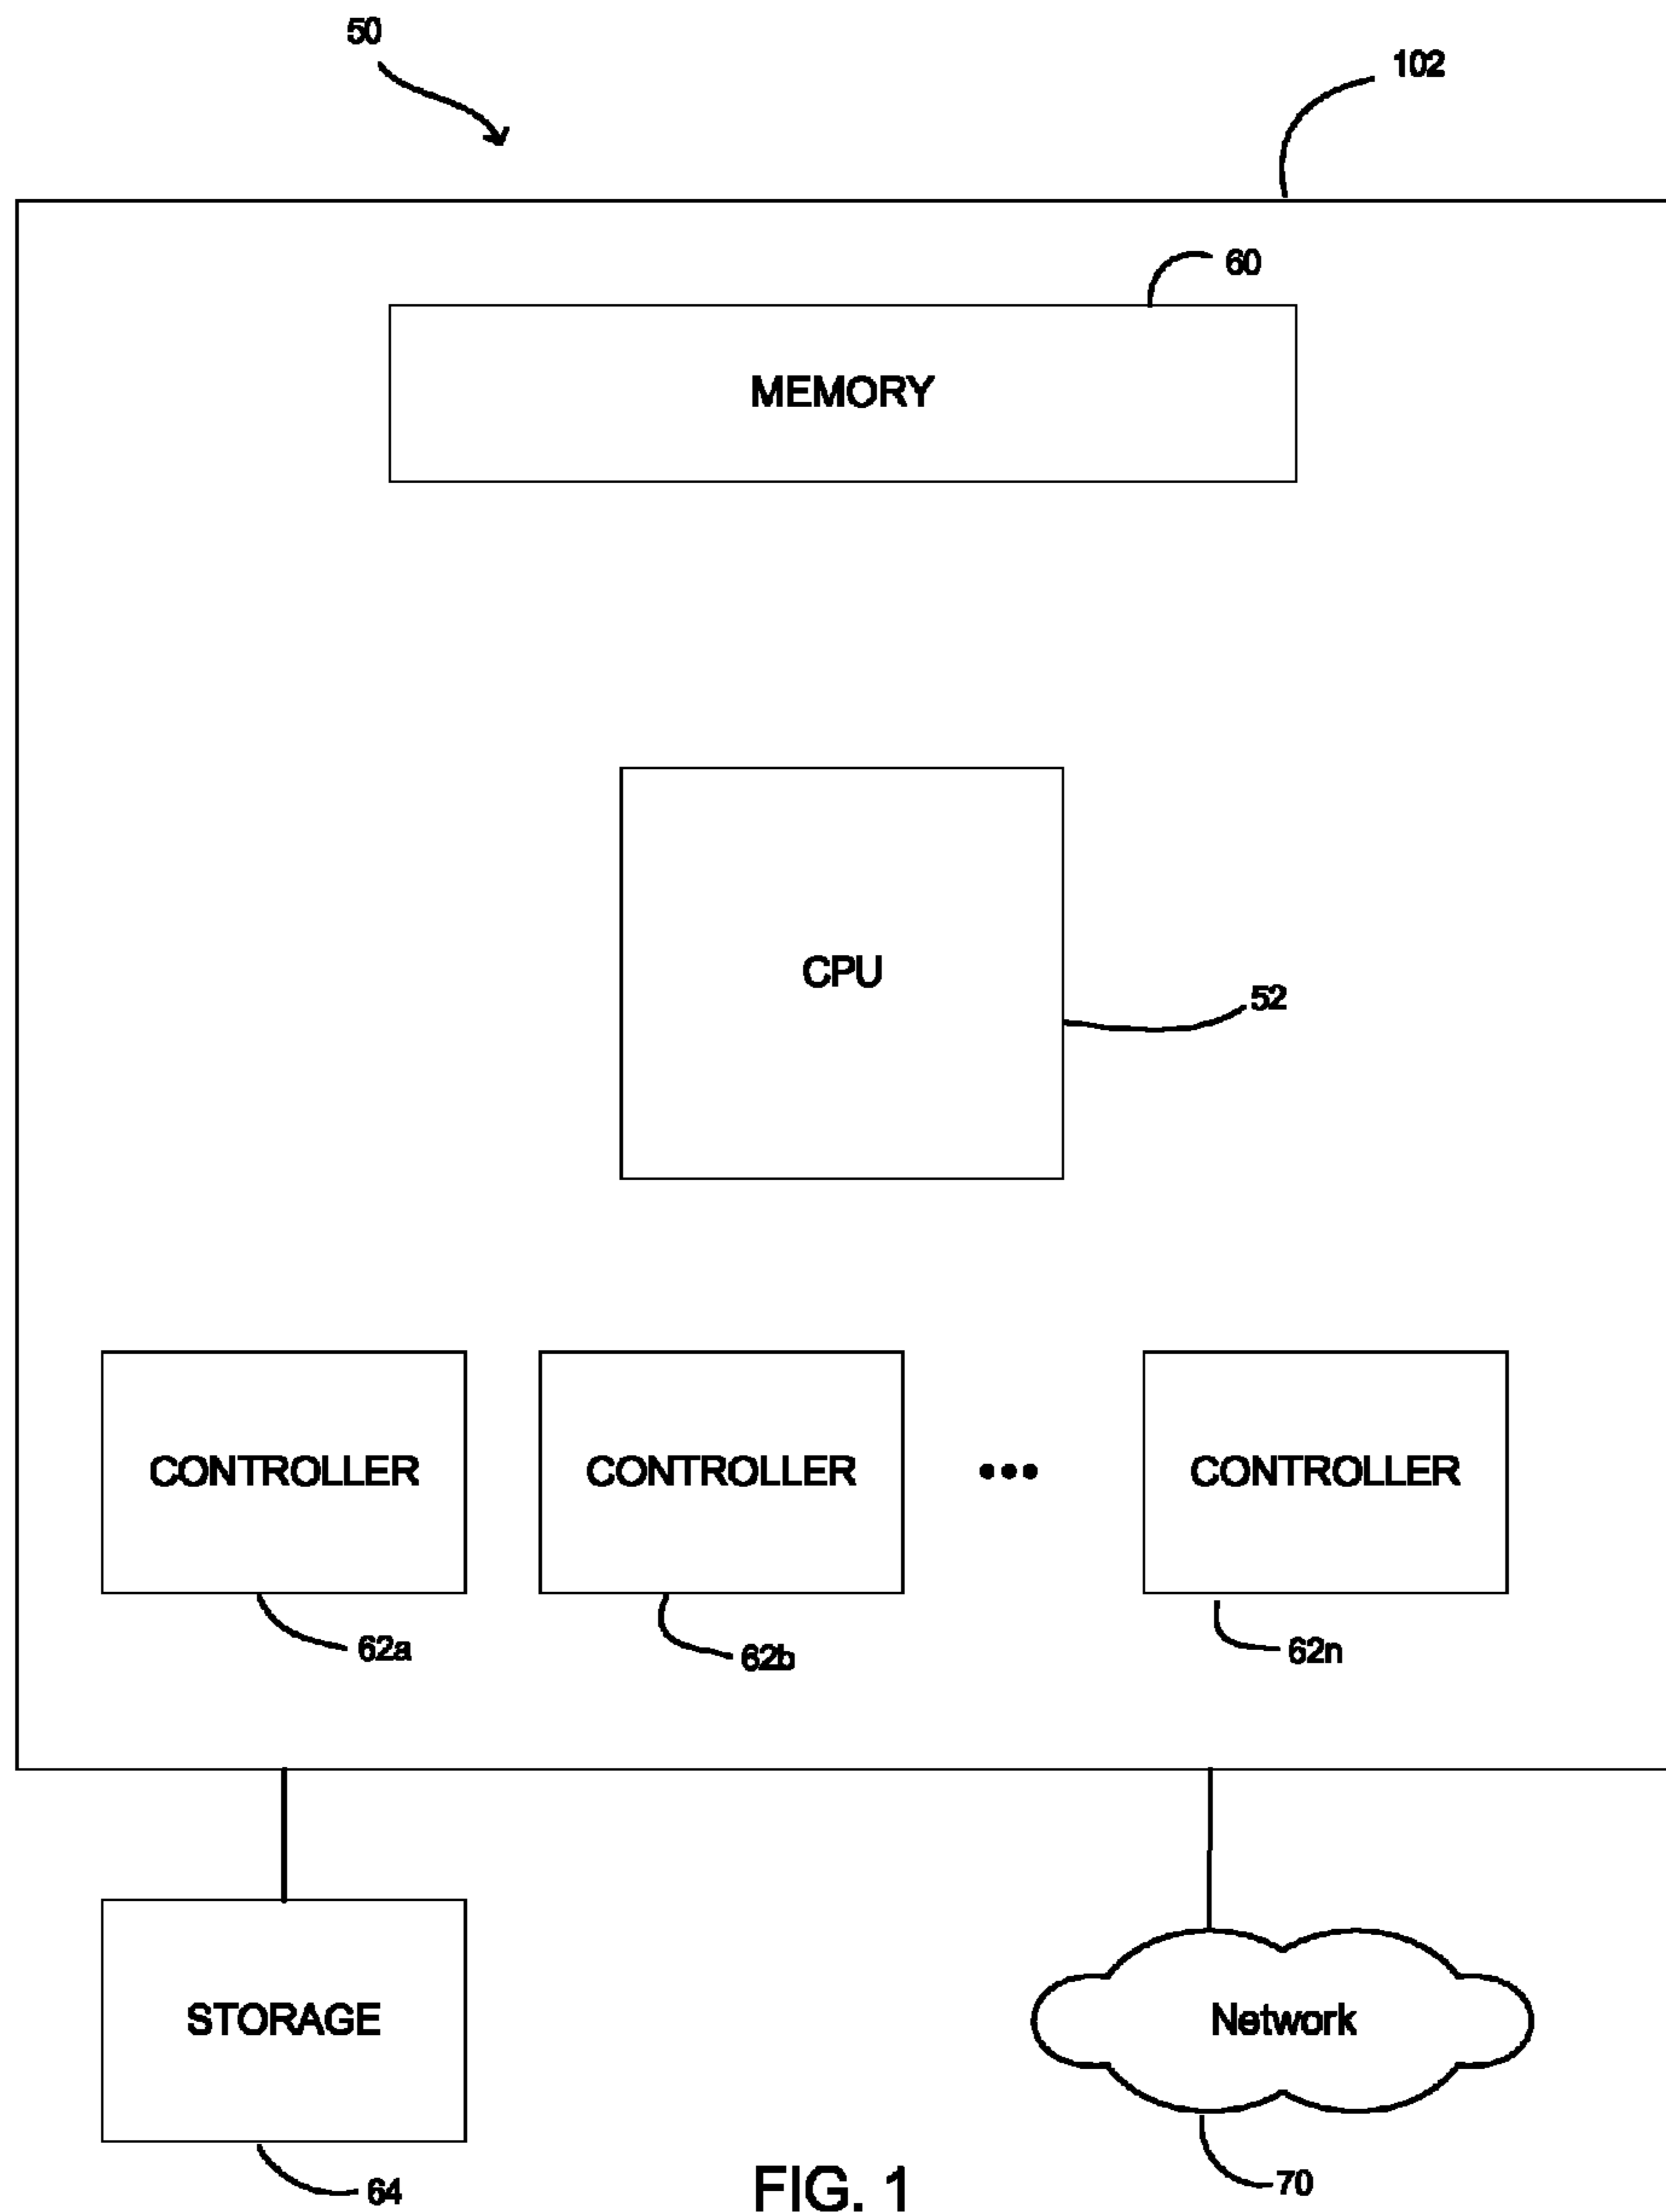 50
102
60
MEMORY
CPU
52
CONTROLLER CONTROLLER ••• CONTROLLER
62a 62b 62n
STORAGE Network
64 FIG. 1 70